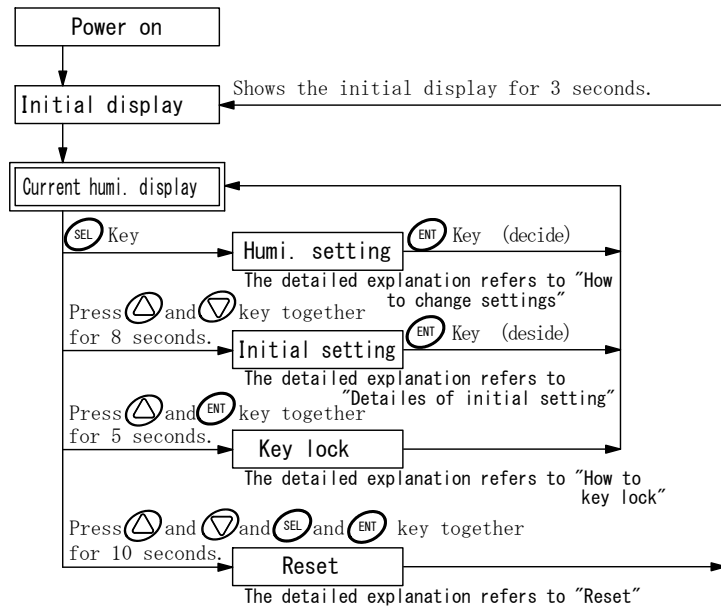 Power on
Shows the initial display for 3 seconds.
Initial display
Current humi. display
SEL Key
Humi. setting
ENT Key (decide)
The detailed explanation refers to "How
to change settings"
Press △ and ▽ key together
for 8 seconds.
Initial setting
ENT Key (deside)
The detailed explanation refers to
"Detailes of initial setting"
Press △ and ENT key together
for 5 seconds.
Key lock
The detailed explanation refers to "How to
key lock"
Press △ and ▽ and SEL and ENT key together
for 10 seconds.
Reset
The detailed explanation refers to "Reset"